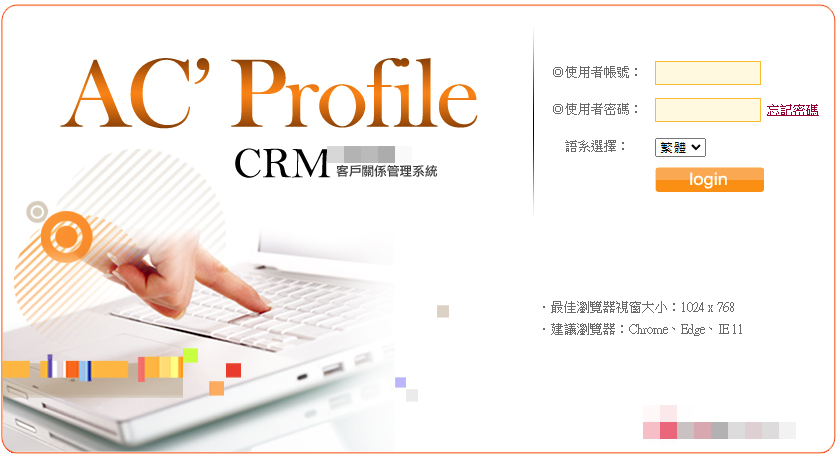 AC’ Profile
CRM
客戶關係管理系統
◎使用者帳號：
◎使用者密碼：
忘記密碼
語系選擇：
繁體
login
．最佳瀏覽器視窗大小：1024 x 768
．建議瀏覽器：Chrome、Edge、IE 11